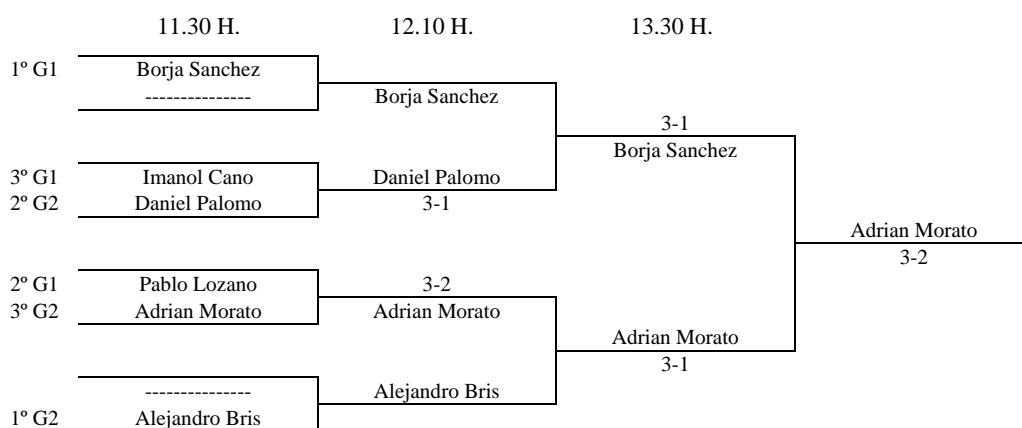 11.30 H. 12.10 H. 13.30 H.
1º G1 Borja Sanchez
--------------- Borja Sanchez
3-1
Borja Sanchez
3º G1 Imanol Cano Daniel Palomo
2º G2 Daniel Palomo 3-1
Adrian Morato
3-2
2º G1 Pablo Lozano 3-2
3º G2 Adrian Morato Adrian Morato
Adrian Morato
3-1
--------------- Alejandro Bris
1º G2 Alejandro Bris